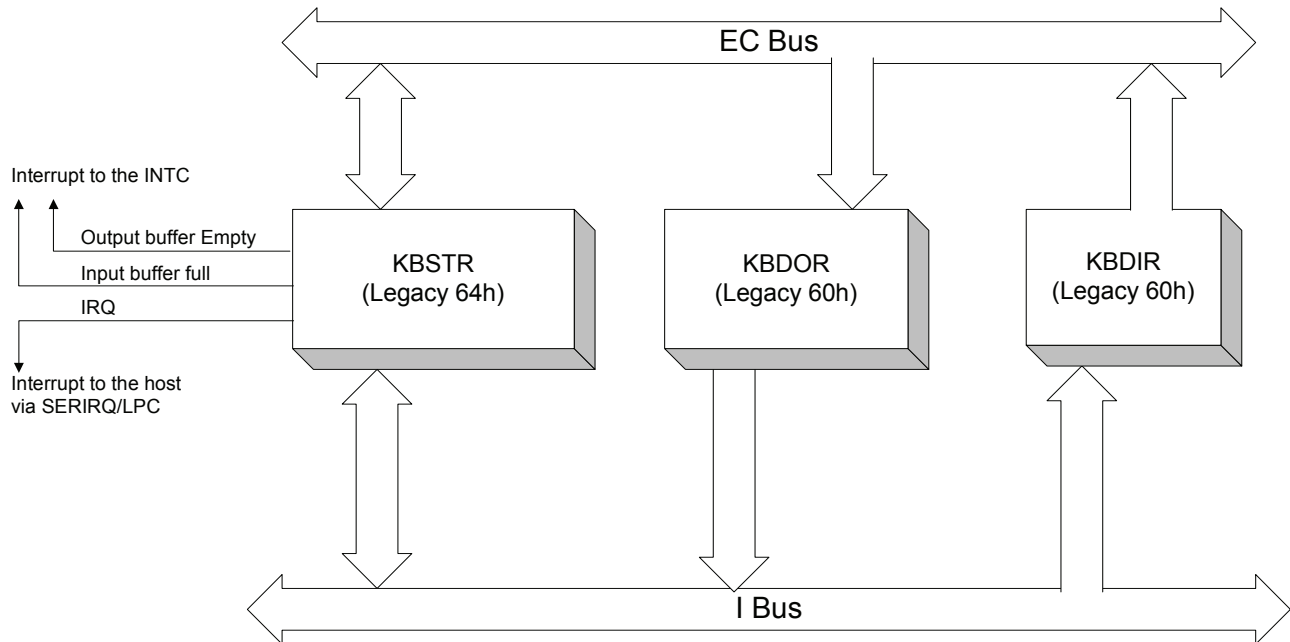 EC Bus
Interrupt to the INTC
Output buffer Empty
Input buffer full
IRQ
Interrupt to the host
via SERIRQ/LPC
KBSTR
(Legacy 64h)
KBDOR
(Legacy 60h)
KBDIR
(Legacy 60h)
I Bus